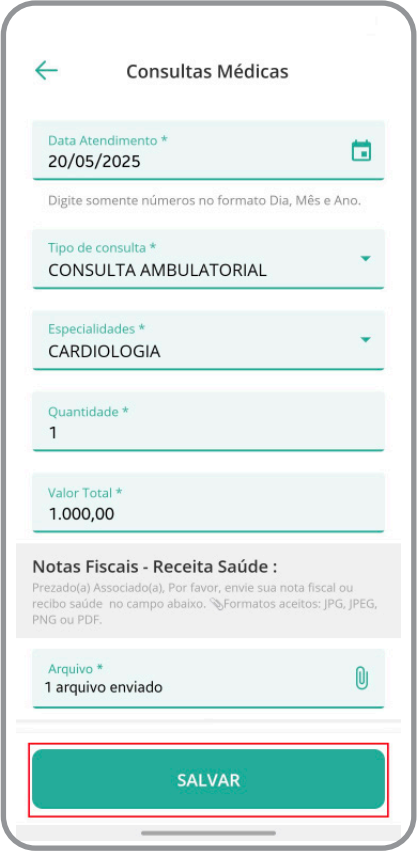 Consultas Médicas
Data Atendimento *
20/05/2025
Digite somente números no formato Dia, Mês e Ano.
Tipo de consulta *
CONSULTA AMBULATORIAL
Especialidades *
CARDIOLOGIA
Quantidade *
1
Valor Total *
1.000,00
Notas Fiscais - Receita Saúde :
Prezado(a) Associado(a), Por favor, envie sua nota fiscal ou
recibo saúde no campo abaixo. 📎Formatos aceitos: JPG, JPEG,
PNG ou PDF.
Arquivo *
1 arquivo enviado
SALVAR